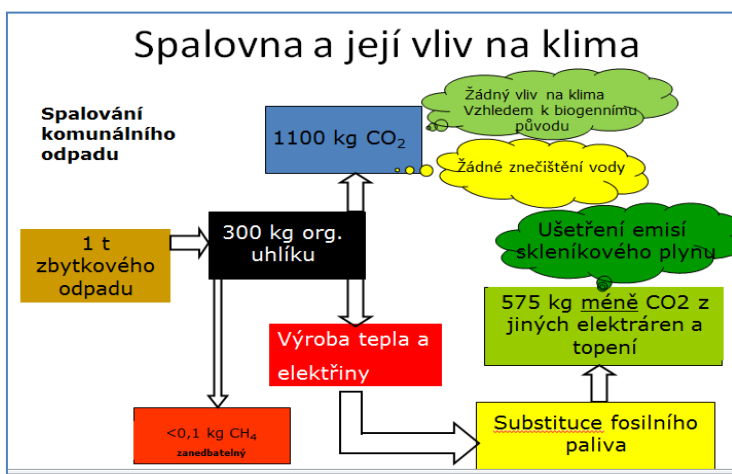 Spalovna a její vliv na klima
Spalování
komunálního
odpadu
1100 kg CO₂
Žádný vliv na klima
Vzhledem k biogennímu
původu
Žádné znečištění vody
1 t
zbytkového
odpadu
300 kg org.
uhlíku
Ušetření emisí
skleníkového plynu
575 kg méně CO2 z
jiných elektráren a
topení
Výroba tepla a
elektřiny
<0,1 kg CH₄
zanedbatelný
Substituce fosilního
paliva